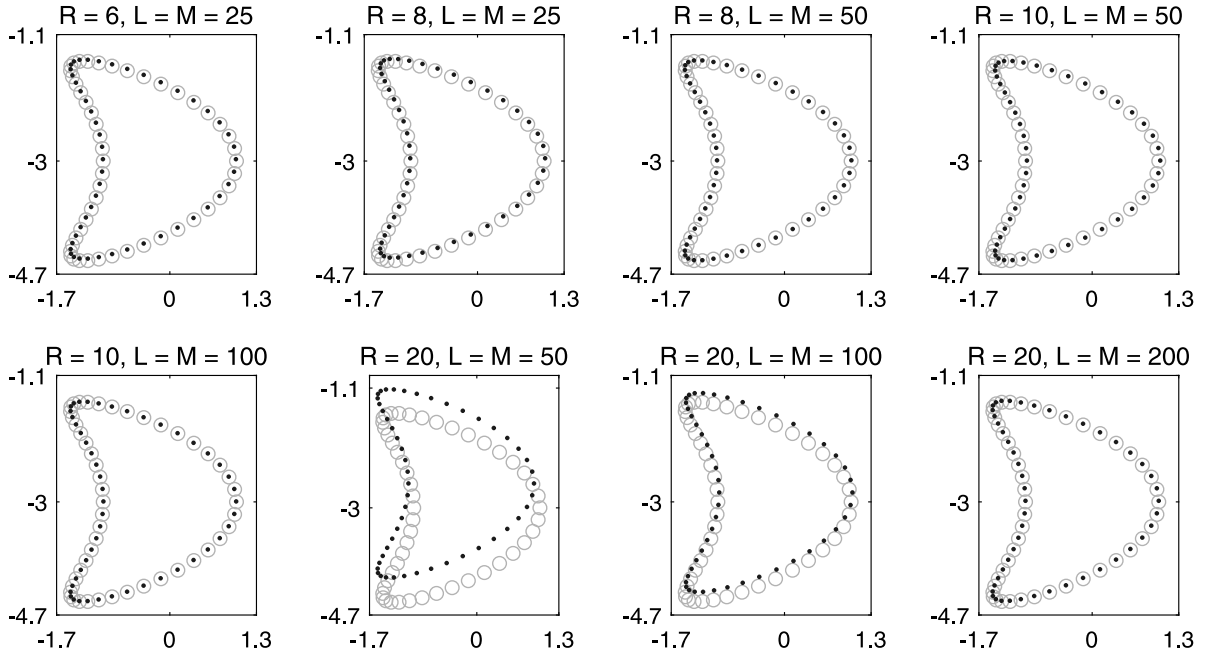 R = 6, L = M = 25
R = 8, L = M = 25
R = 8, L = M = 50
R = 10, L = M = 50
-1.1
-1.1
-1.1
-1.1
-3
-3
-3
-3
-4.7
-4.7
-4.7
-4.7
-1.7 0 1.3
-1.7 0 1.3
-1.7 0 1.3
-1.7 0 1.3
R = 10, L = M = 100
R = 20, L = M = 50
R = 20, L = M = 100
R = 20, L = M = 200
-1.1
-1.1
-1.1
-1.1
-3
-3
-3
-3
-4.7
-4.7
-4.7
-4.7
-1.7 0 1.3
-1.7 0 1.3
-1.7 0 1.3
-1.7 0 1.3